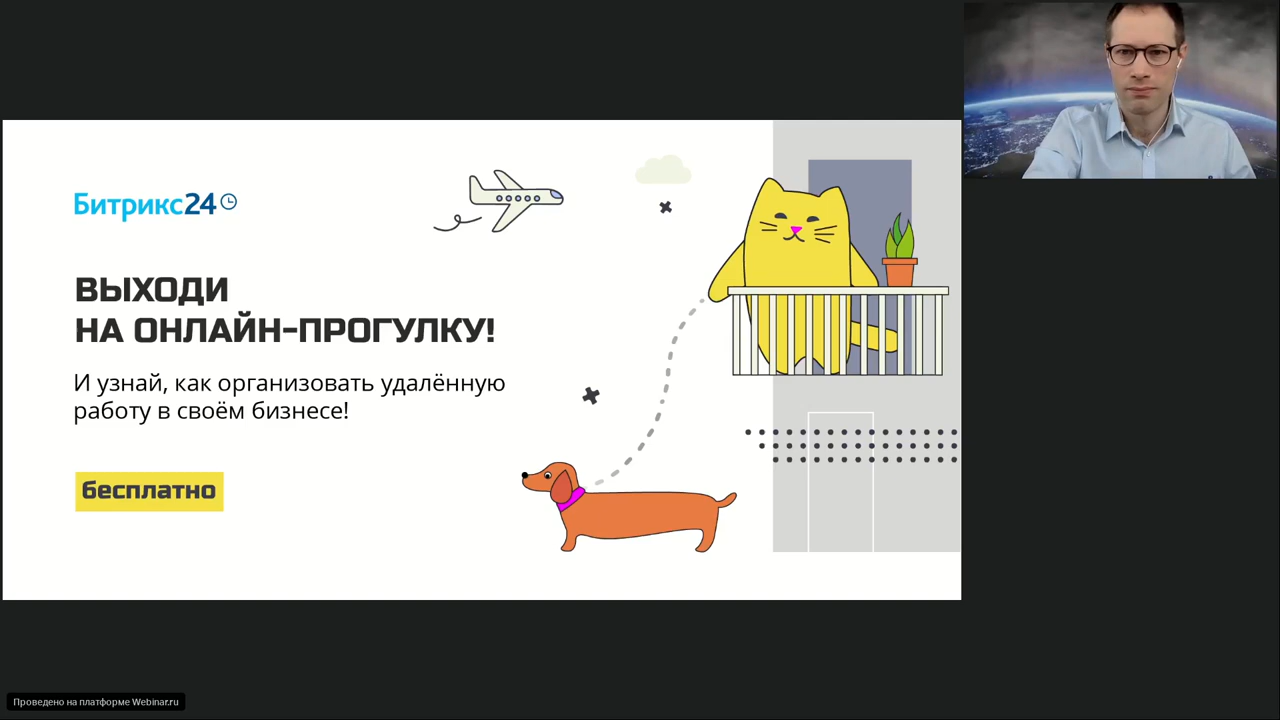 Битрикс24
ВЫХОДИ
НА ОНЛАЙН-ПРОГУЛКУ!
И узнай, как организовать удалённую
работу в своём бизнесе!
бесплатно
Проведено на платформе Webinar.ru